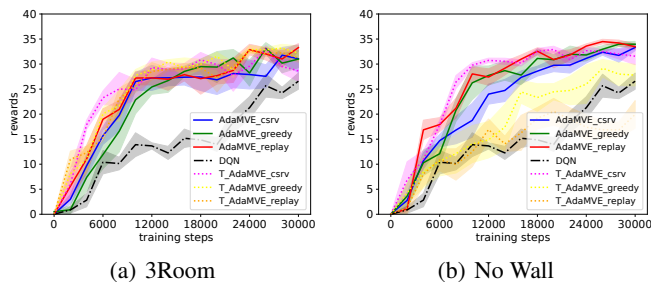 40
35
30
25
20
15
10
5
0
rewards
0 6000 12000 18000 24000 30000
training steps
AdaMVE_csrv
AdaMVE_greedy
AdaMVE_replay
DQN
T_AdaMVE_csrv
T_AdaMVE_greedy
T_AdaMVE_replay
(a) 3Room
40
35
30
25
20
15
10
5
0
rewards
0 6000 12000 18000 24000 30000
training steps
AdaMVE_csrv
AdaMVE_greedy
AdaMVE_replay
DQN
T_AdaMVE_csrv
T_AdaMVE_greedy
T_AdaMVE_replay
(b) No Wall